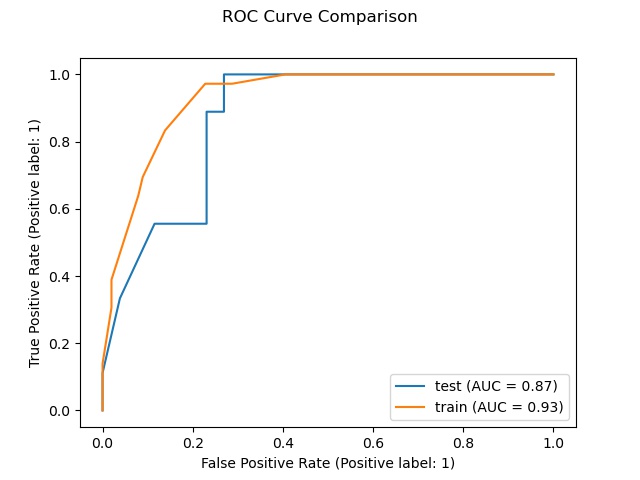 ROC Curve Comparison
True Positive Rate (Positive label: 1)
1.0
0.8
0.6
0.4
0.2
0.0
test (AUC = 0.87)
train (AUC = 0.93)
0.0 0.2 0.4 0.6 0.8 1.0
False Positive Rate (Positive label: 1)